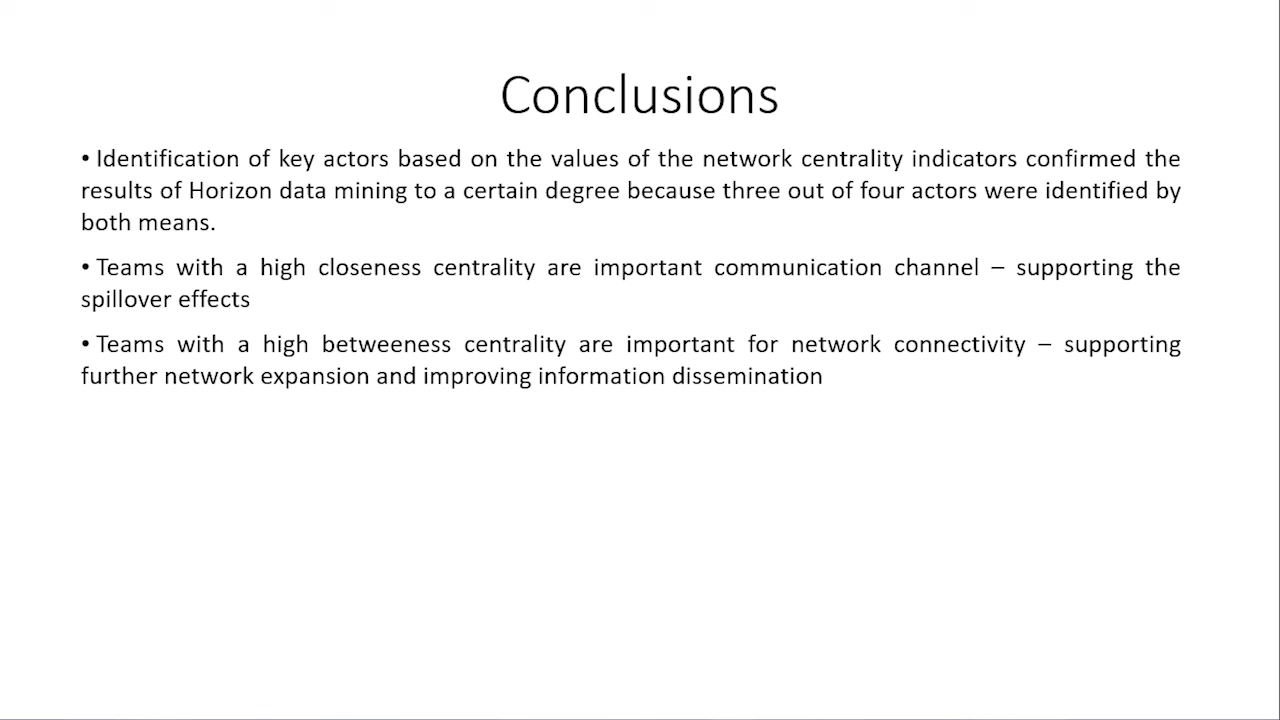 Conclusions
• Identification of key actors based on the values of the network centrality indicators confirmed the
results of Horizon data mining to a certain degree because three out of four actors were identified by
both means.
• Teams with a high closeness centrality are important communication channel – supporting the
spillover effects
• Teams with a high betweeness centrality are important for network connectivity – supporting
further network expansion and improving information dissemination